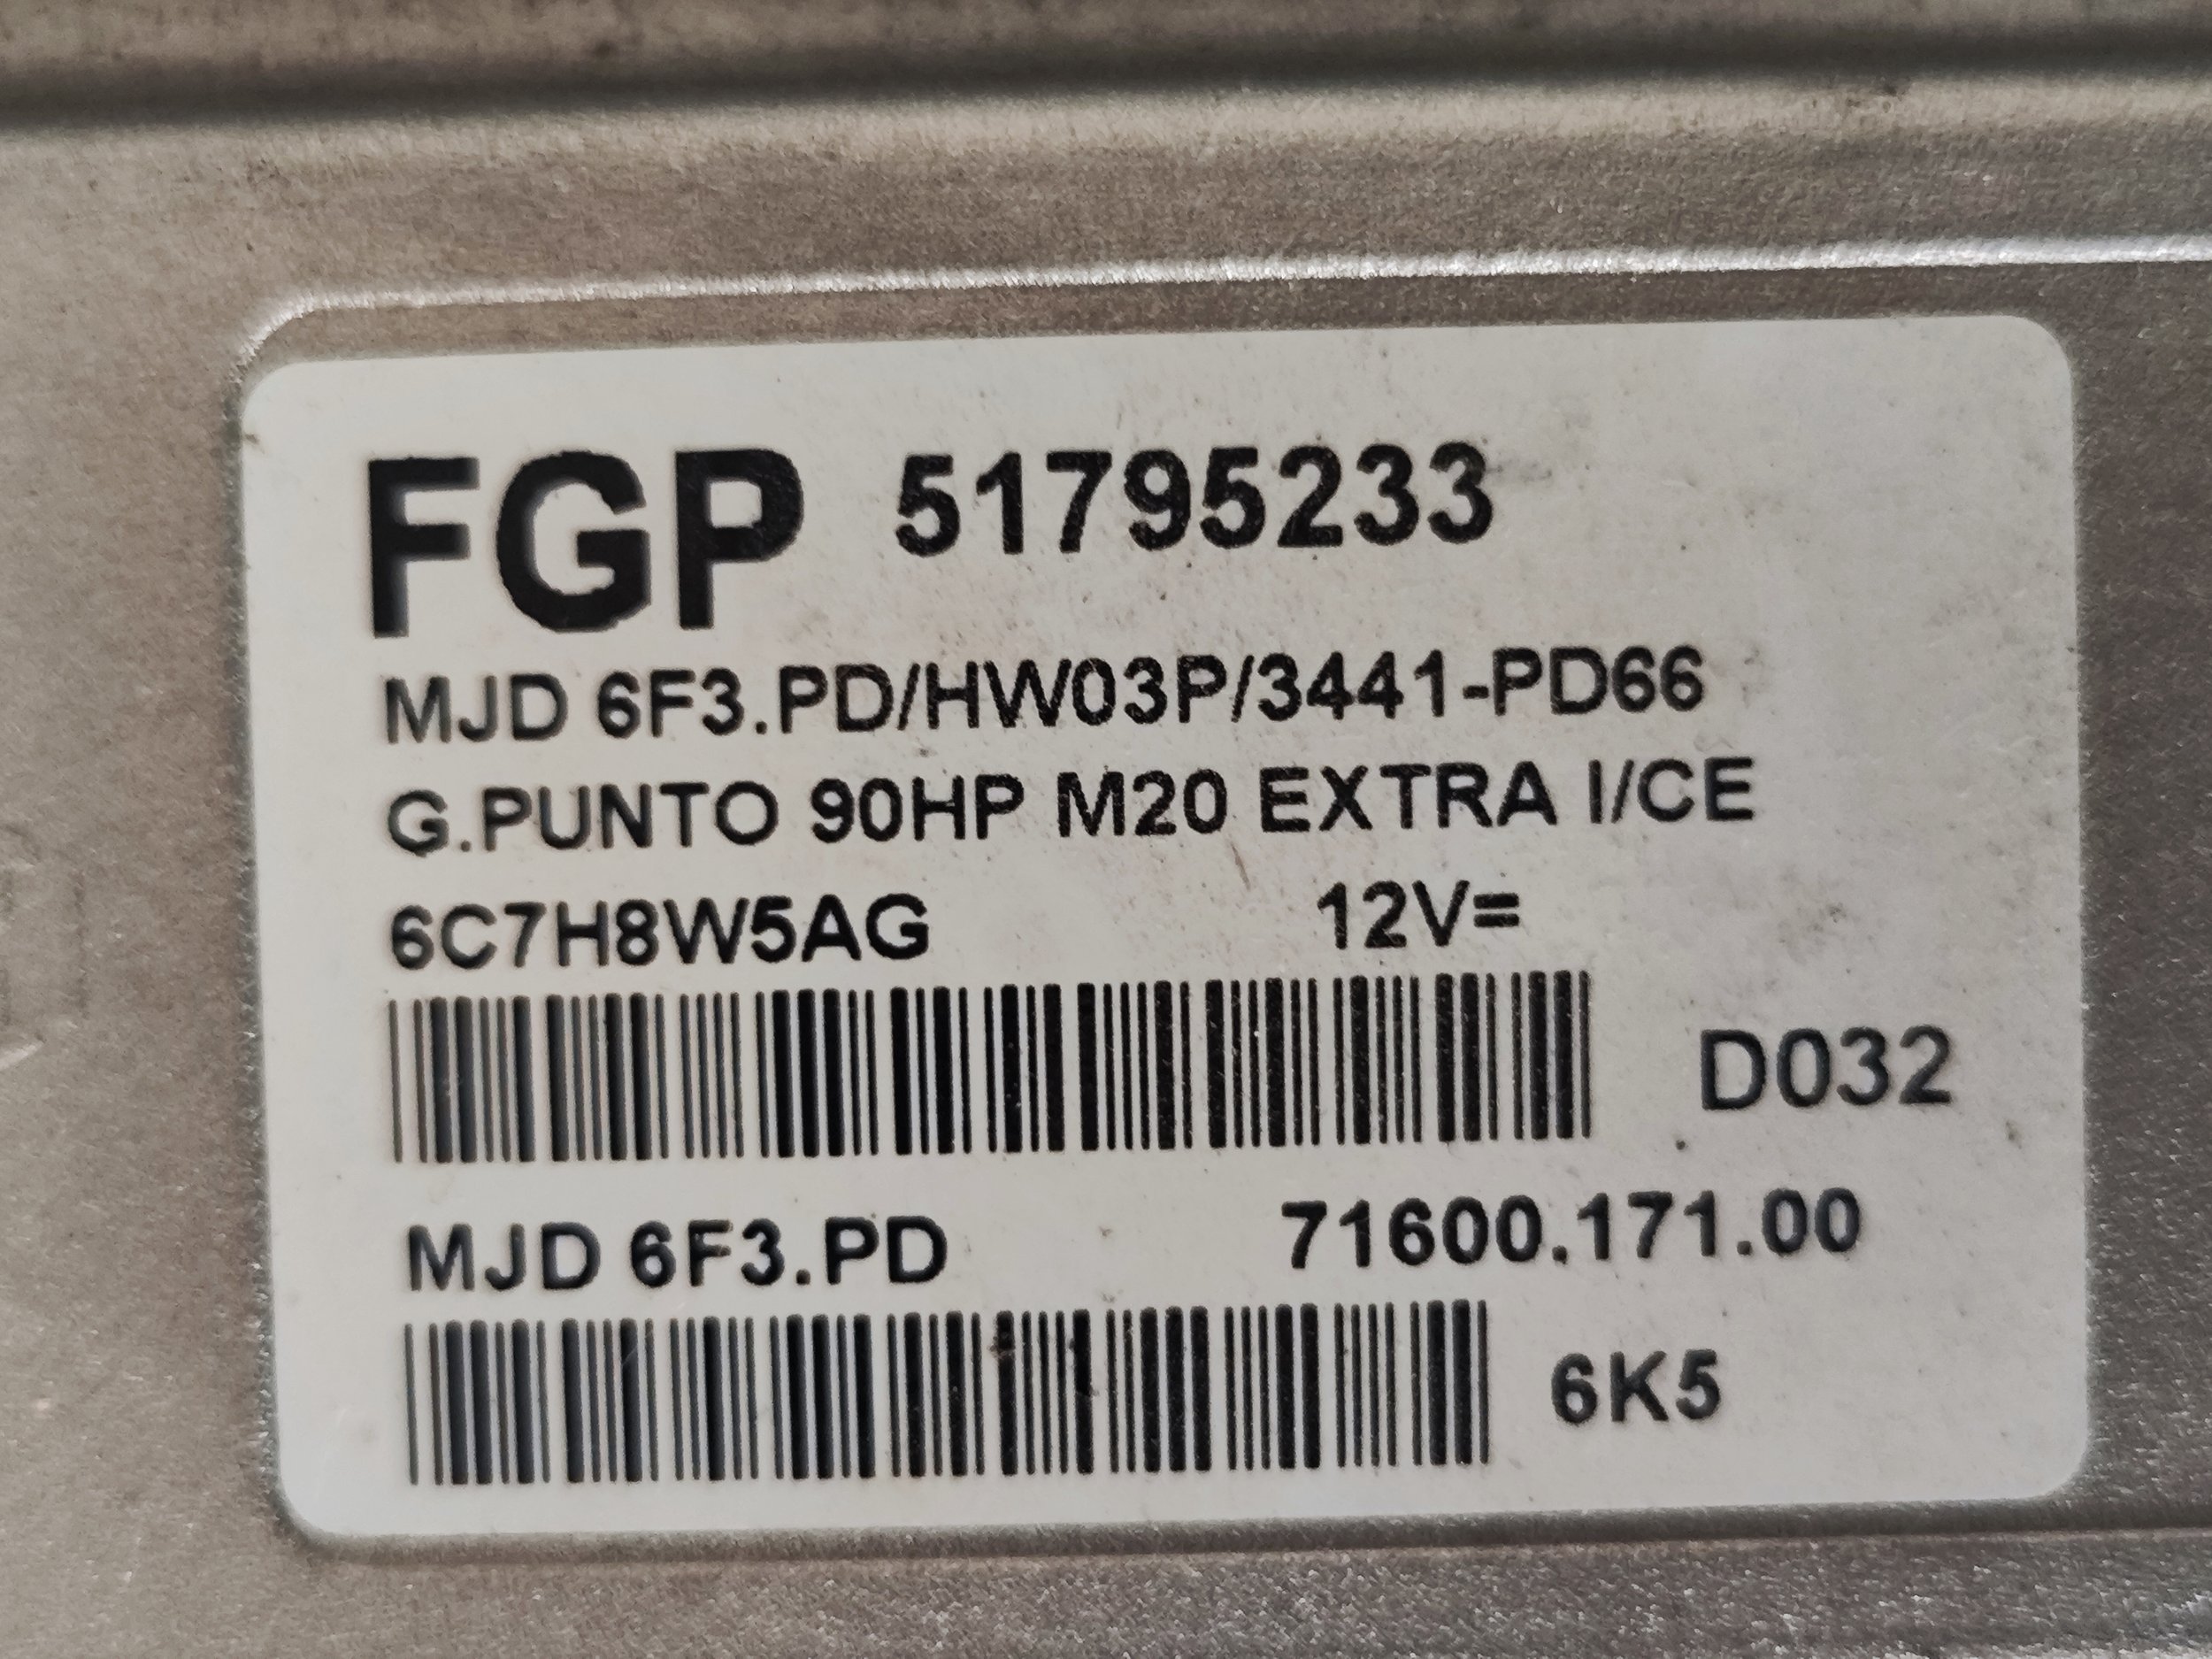 FGP 51795233
MJD 6F3.PD/HW03P/3441-PD66
G.PUNTO 90HP M20 EXTRA I/CE
6C7H8W5AG 12V=
D032
MJD 6F3.PD 71600.171.00
6K5